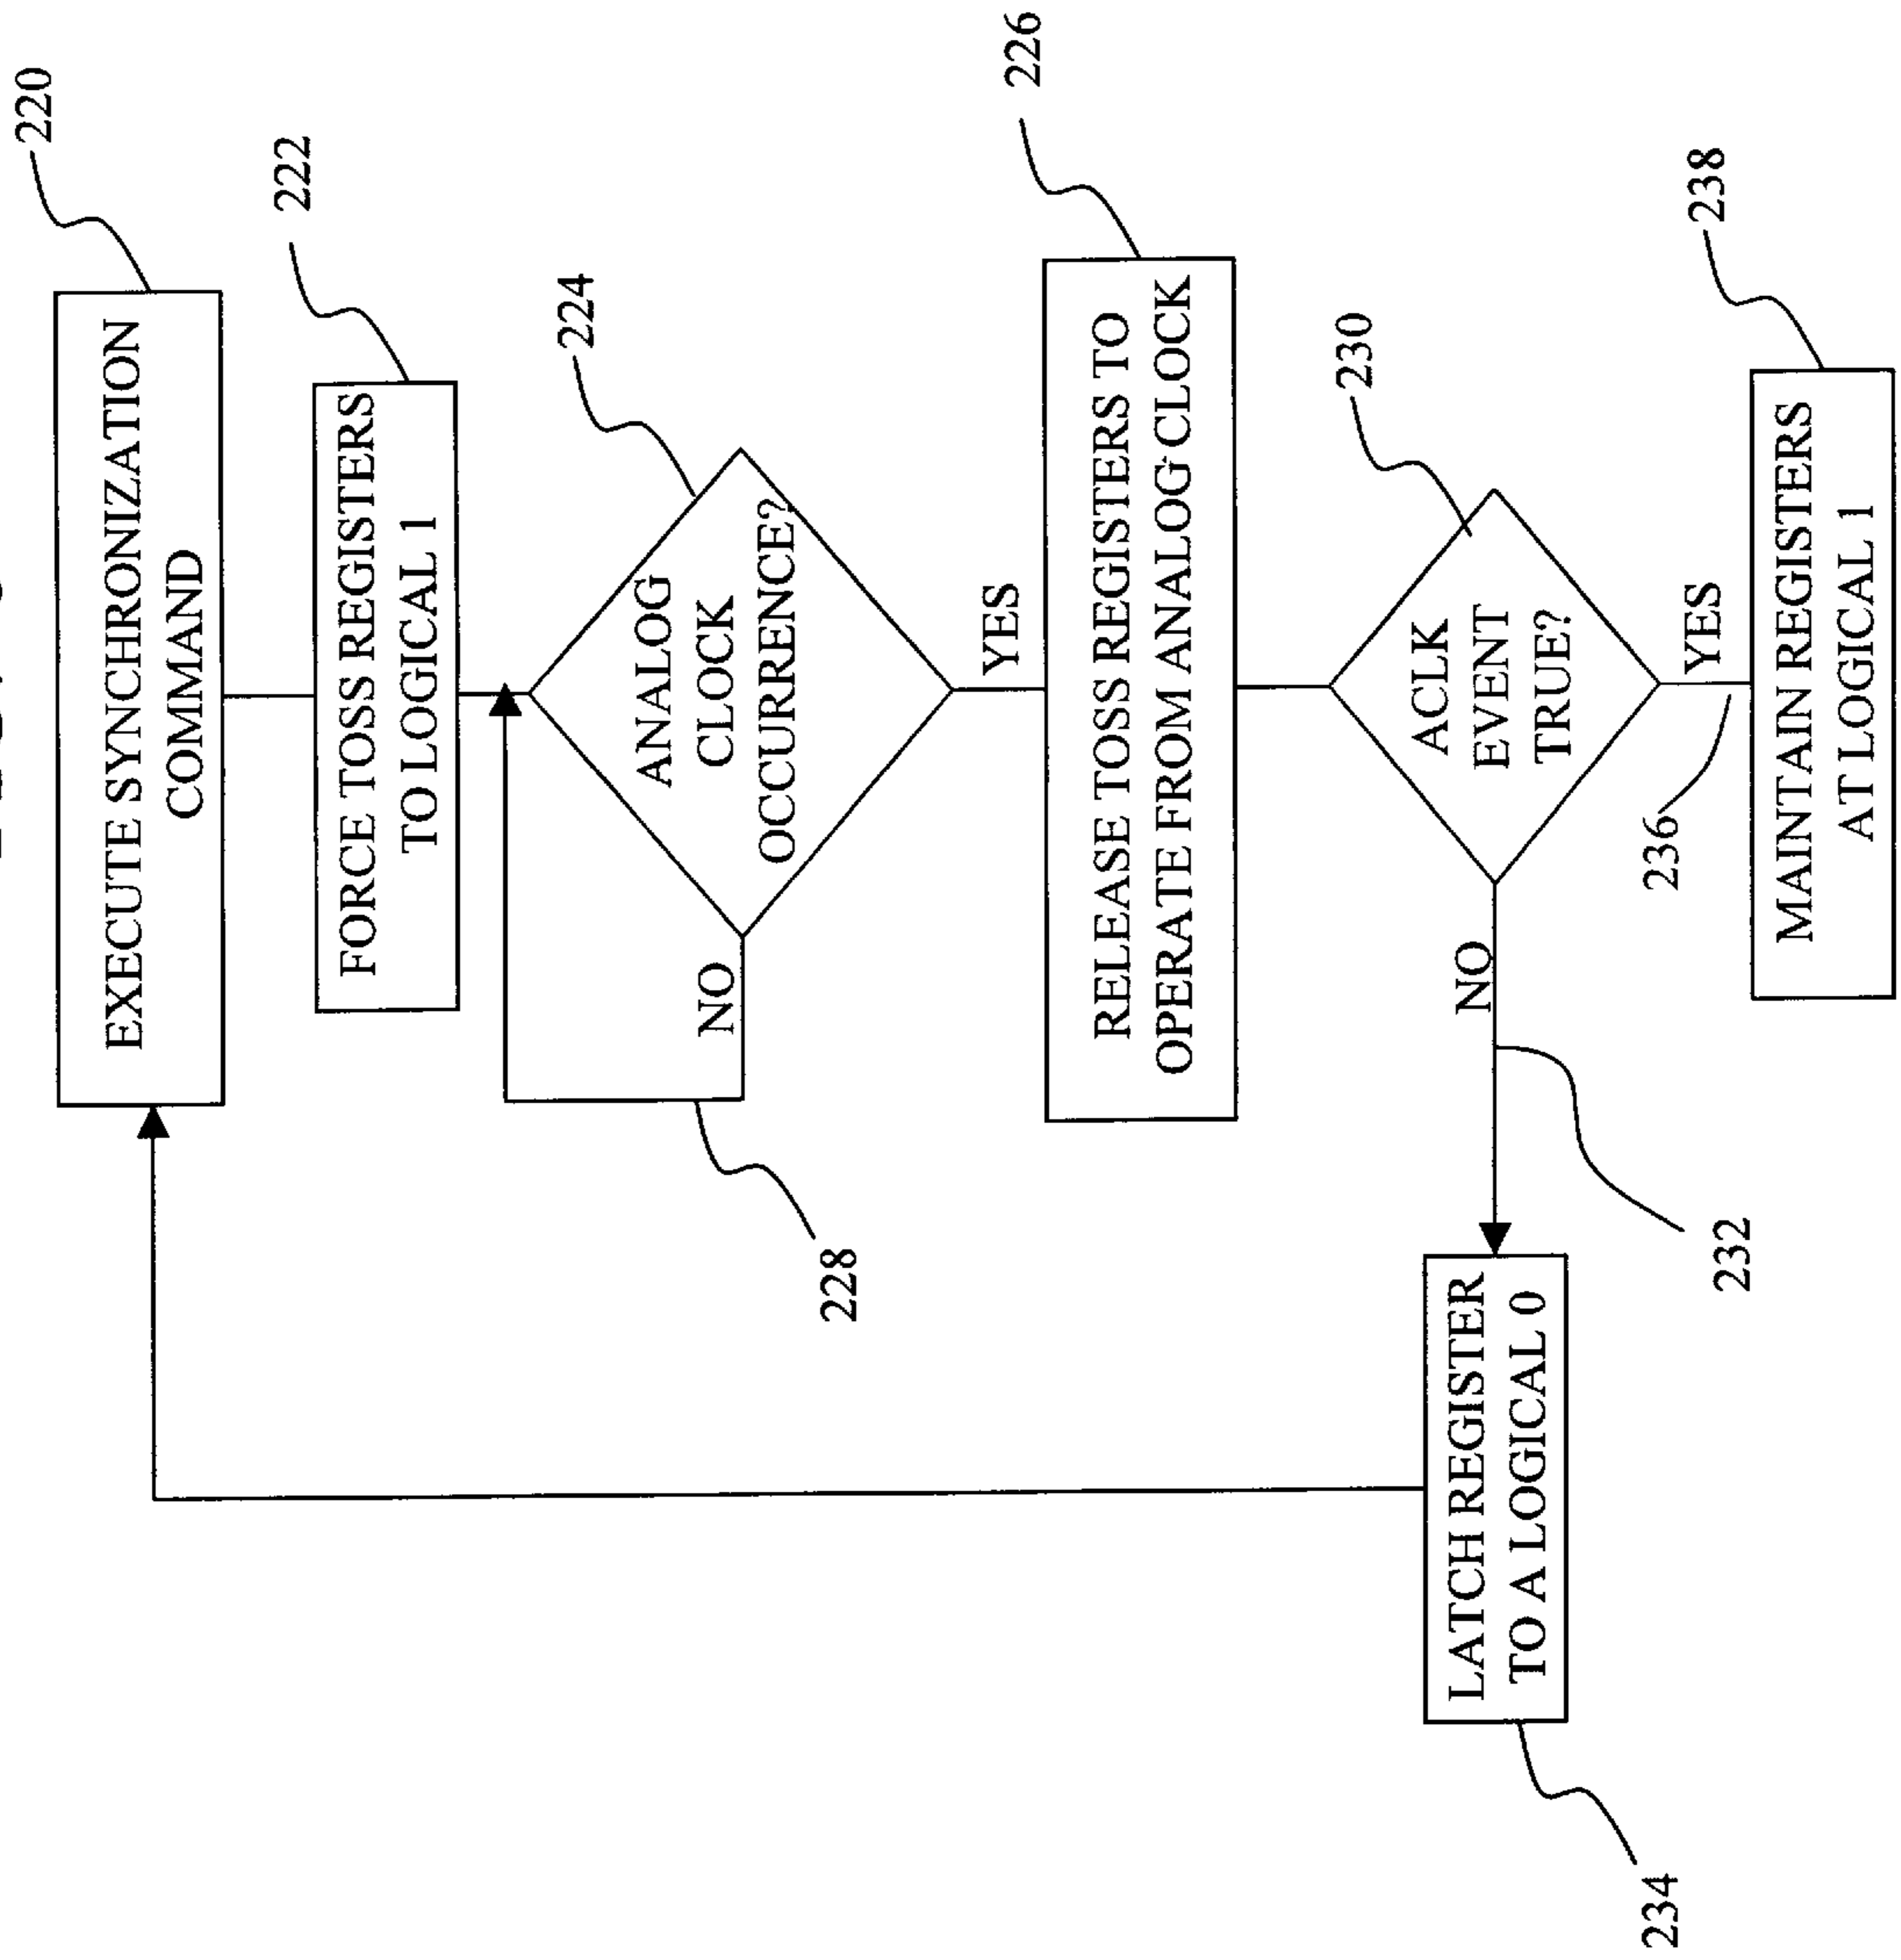 220
EXECUTE SYNCHRONIZATION
COMMAND
222
FORCE TOSS REGISTERS
TO LOGICAL 1
224
ANALOG
CLOCK
OCCURRENCE?
NO
228
YES
226
RELEASE TOSS REGISTERS TO
OPERATE FROM ANALOG CLOCK
230
ACLK
EVENT
TRUE?
NO
232
LATCH REGISTER
TO A LOGICAL 0
234
YES
236
238
MAINTAN REGISTERS
AT LOGICAL 1